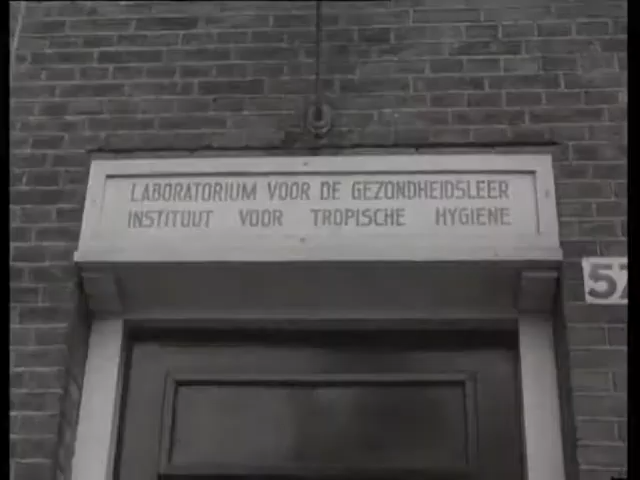 LABORATORIUM VOOR DE GEZONDHEIDSLEER
INSTITUUT VOOR TROPISCHE HYGIENE
57